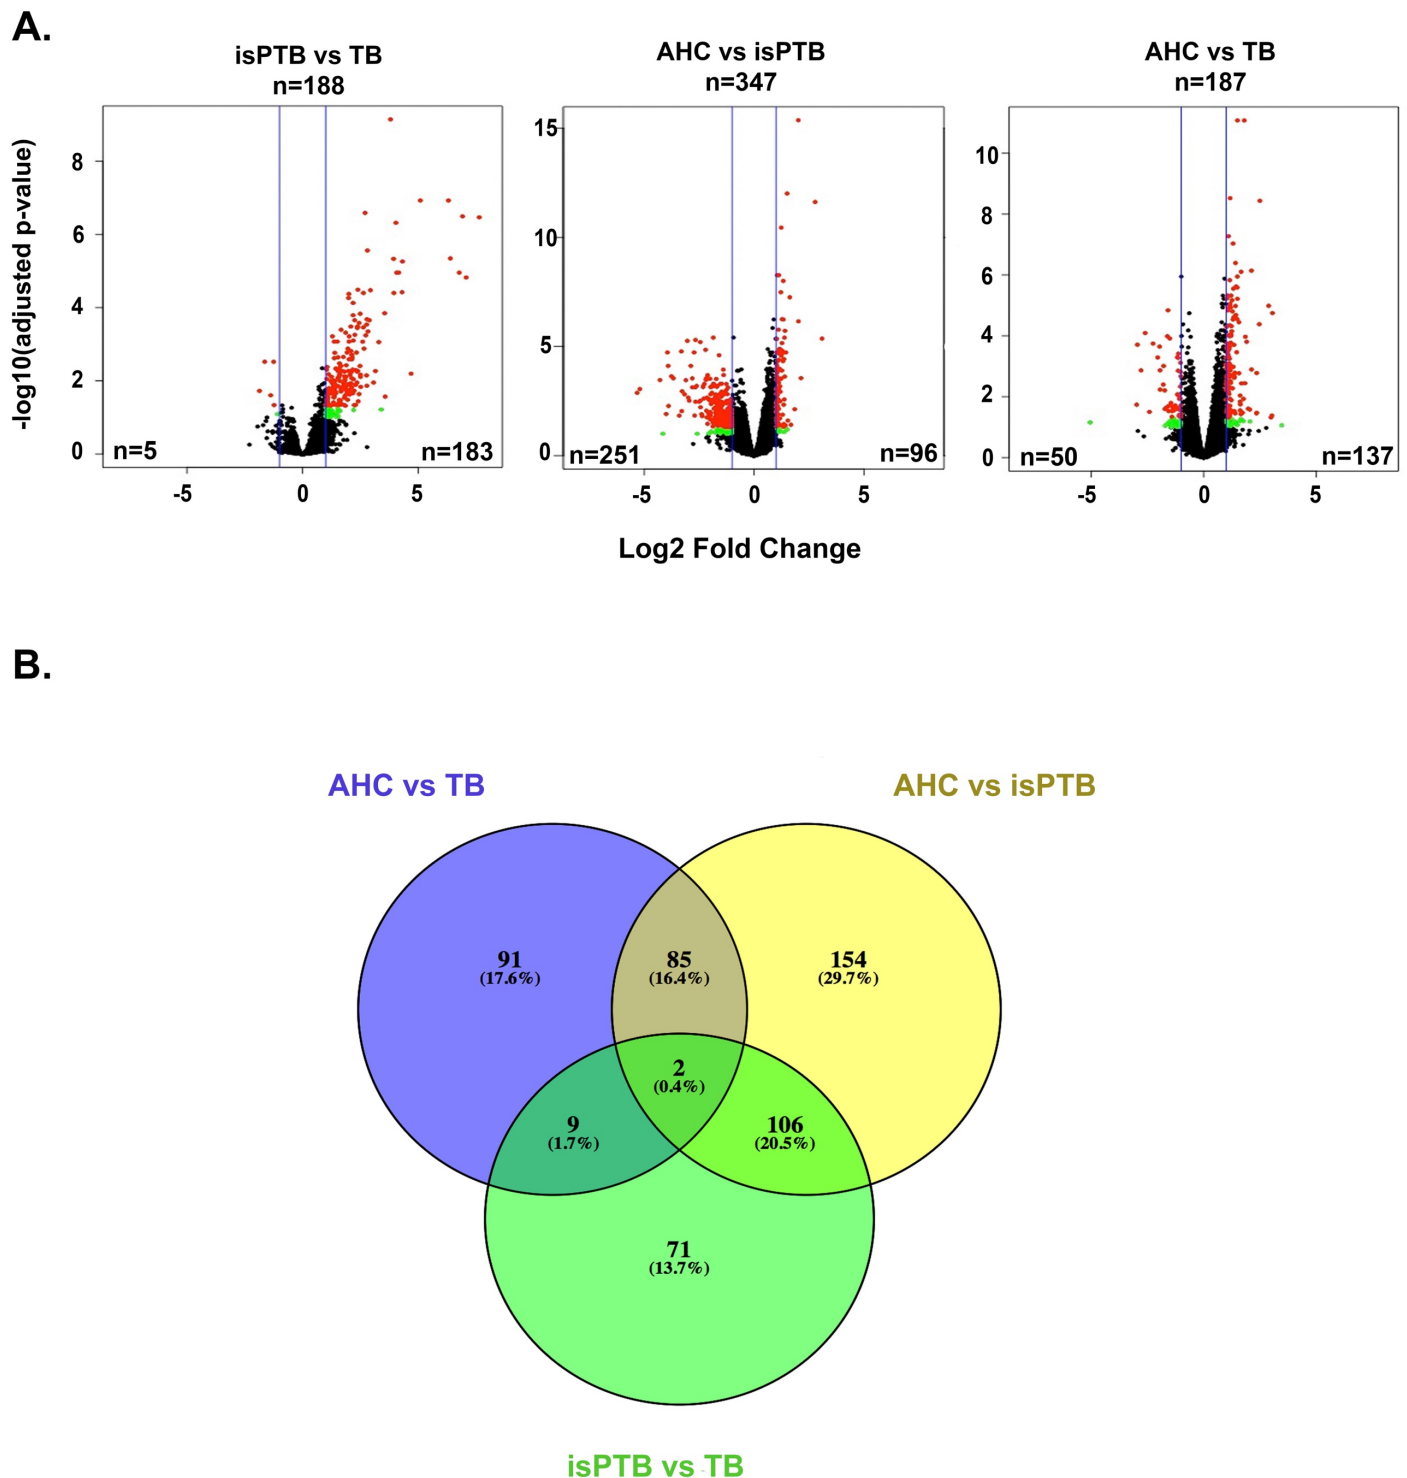 A.
isPTB vs TB
n=188
AHC vs isPTB
n=347
AHC vs TB
n=187
-log10(adjusted p-value)
8
6
4
2
0
n=5
n=183
-5
0
5
15
10
5
0
n=251
n=96
-5
0
5
10
8
6
4
2
0
n=50
n=137
-5
0
5
Log2 Fold Change
B.
AHC vs TB
AHC vs isPTB
91
(17.6%)
85
(16.4%)
154
(29.7%)
2
(0.4%)
9
(1.7%)
106
(20.5%)
71
(13.7%)
isPTB vs TB